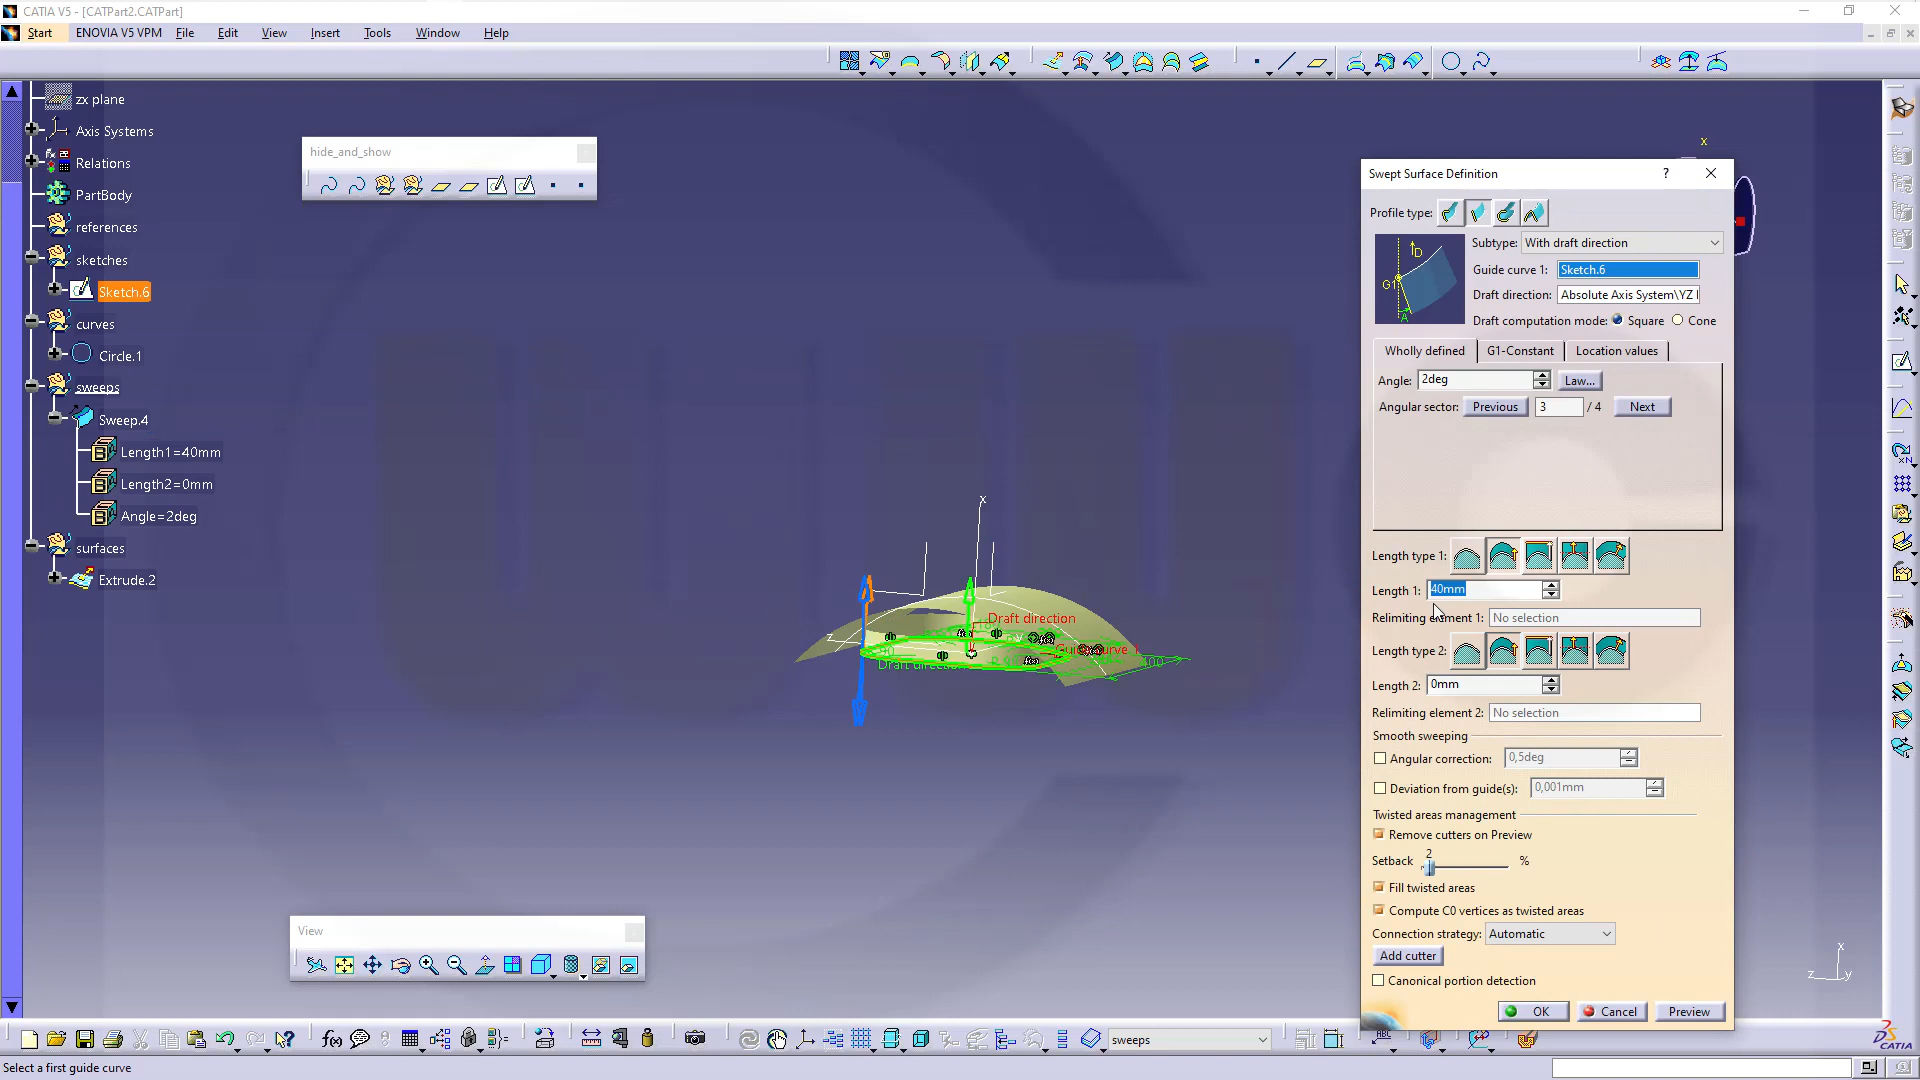 CATIA V5 - [CATPart2.CATPart]
Start ENOVIA V5 VPM File Edit View Insert Tools Window Help
zx plane
Axis Systems
Relations
PartBody
references
sketches
Sketch.6
curves
Circle.1
sweeps
Sweep.4
Length1=40mm
Length2=0mm
Angle=2deg
surfaces
Extrude.2
hide_and_show
x
x
z
Draft direction
Guide curve 1
400
Swept Surface Definition ?
Profile type:
D
G1
A
Subtype: With draft direction
Guide curve 1: Sketch.6
Draft direction: Absolute Axis System\YZ
Draft computation mode: Square Cone
Wholly defined G1-Constant Location values
Angle: 2deg Law...
Angular sector: Previous 3 / 4 Next
Length type 1:
Length 1: 40mm
Relimiting element 1: No selection
Length type 2:
Length 2: 0mm
Relimiting element 2: No selection
Smooth sweeping
Angular correction: 0,5deg
Deviation from guide(s): 0,001mm
Twisted areas management
Remove cutters on Preview
Setback 2 %
Fill twisted areas
Compute C0 vertices as twisted areas
Connection strategy: Automatic
Add cutter
Canonical portion detection
OK Cancel Preview
View
x
z y
sweeps
CATIA
Select a first guide curve